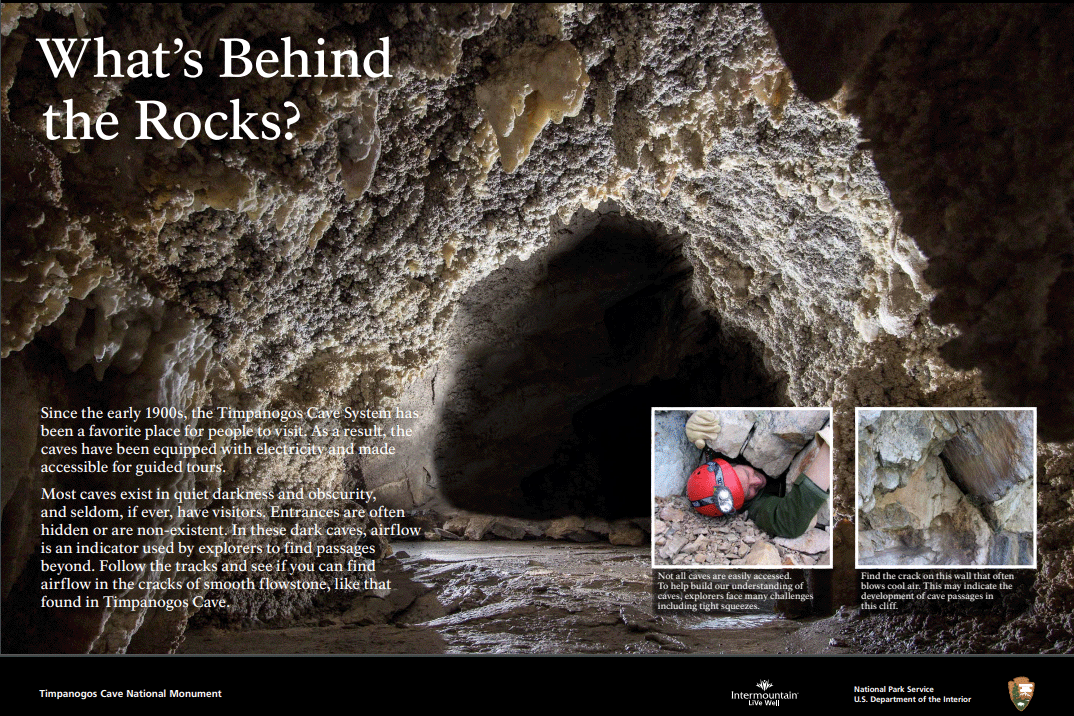 What's Behind
the Rocks?
Since the early 1900s, the Timpanogos Cave System has
been a favorite place for people to visit. As a result, the
caves have been equipped with electricity and made
accessible for guided tours.
Most caves exist in quiet darkness and obscurity,
and seldom, if ever, have visitors. Entrances are often
hidden or are non-existent. In these dark caves, airflow
is an indicator used by explorers to find passages
beyond. Follow the tracks and see if you can find
airflow in the cracks of smooth flowstone, like that
found in Timpanogos Cave.
Not all caves are easily accessed.
To help build our understanding of
caves, explorers face many challenges
including tight squeezes.
Find the crack on this wall that often
blows cool air. This may indicate the
development of cave passages in
this cliff.
Timpanogos Cave National Monument
Intermountain
LiVe Well
National Park Service
U.S. Department of the Interior